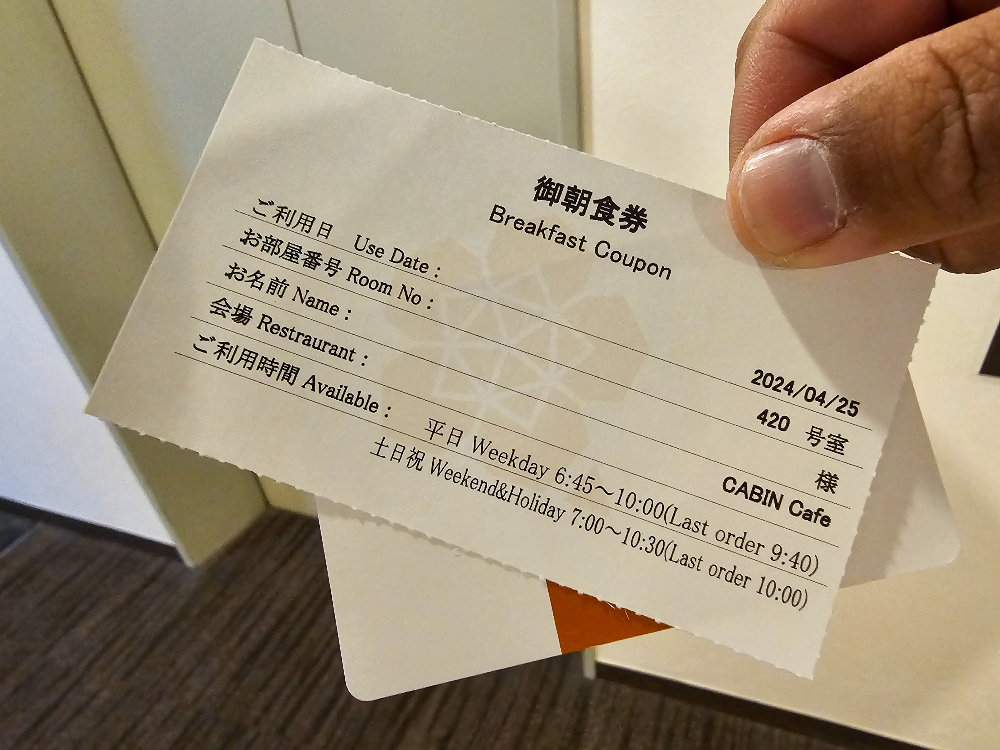 御朝食券
Breakfast Coupon
ご利用日 Use Date : 2024/04/25
お部屋番号 Room No : 420 号室
お名前 Name : 様
会場 Restraurant : CABIN Cafe
ご利用時間 Available : 平日 Weekday 6:45〜10:00(Last order 9:40)
土日祝 Weekend&Holiday 7:00〜10:30(Last order 10:00)